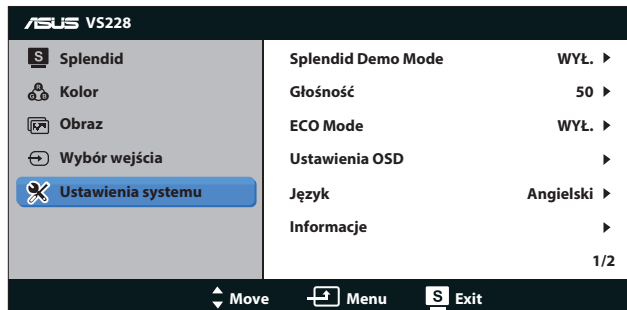 ASUS VS228
S Splendid
R G B Kolor
Obraz
Wybór wejścia
Ustawienia systemu
Splendid Demo Mode WYŁ.
Głośność 50
ECO Mode WYŁ.
Ustawienia OSD
Język Angielski
Informacje
1/2
Move Menu S Exit